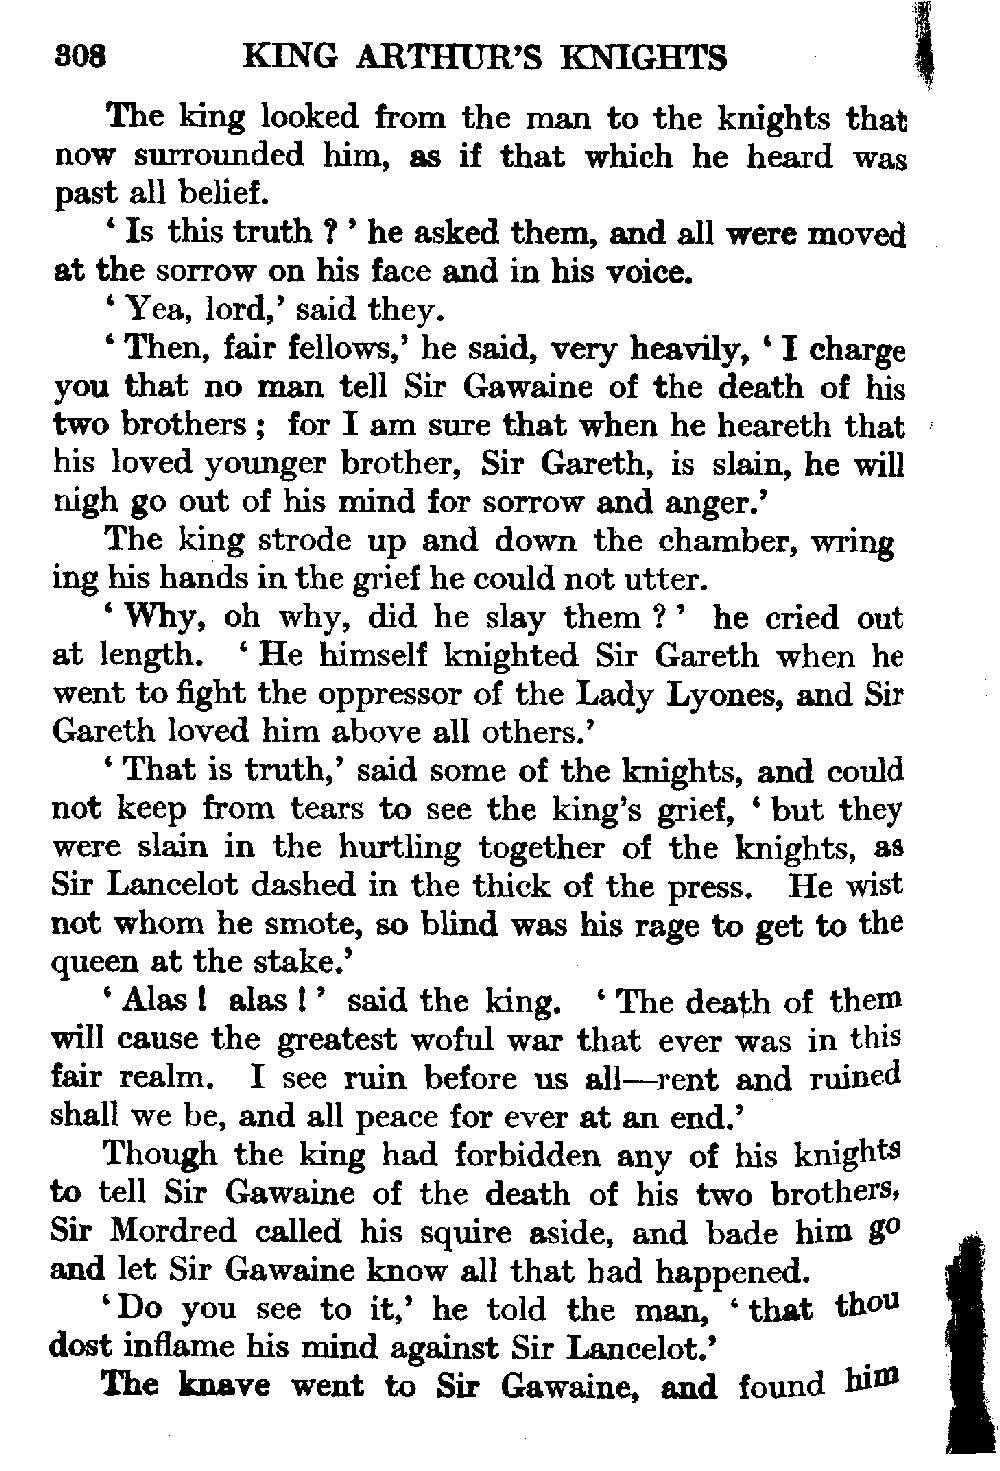 308 KING ARTHUR'S KNIGHTS
The king looked from the man to the knights that
now surrounded him, as if that which he heard was
past all belief.
‘ Is this truth ? ’ he asked them, and all were moved
at the sorrow on his face and in his voice.
‘ Yea, lord,’ said they.
‘ Then, fair fellows,’ he said, very heavily, ‘ I charge
you that no man tell Sir Gawaine of the death of his
two brothers ; for I am sure that when he heareth that
his loved younger brother, Sir Gareth, is slain, he will
nigh go out of his mind for sorrow and anger.’
The king strode up and down the chamber, wring
ing his hands in the grief he could not utter.
‘ Why, oh why, did he slay them ? ’ he cried out
at length. ‘ He himself knighted Sir Gareth when he
went to fight the oppressor of the Lady Lyones, and Sir
Gareth loved him above all others.’
‘ That is truth,’ said some of the knights, and could
not keep from tears to see the king’s grief, ‘ but they
were slain in the hurtling together of the knights, as
Sir Lancelot dashed in the thick of the press. He wist
not whom he smote, so blind was his rage to get to the
queen at the stake.’
‘ Alas ! alas ! ’ said the king. ‘ The death of them
will cause the greatest woful war that ever was in this
fair realm. I see ruin before us all—rent and ruined
shall we be, and all peace for ever at an end.’
Though the king had forbidden any of his knights
to tell Sir Gawaine of the death of his two brothers,
Sir Mordred called his squire aside, and bade him go
and let Sir Gawaine know all that had happened.
‘ Do you see to it,’ he told the man, ‘ that thou
dost inflame his mind against Sir Lancelot.’
The knave went to Sir Gawaine, and found him